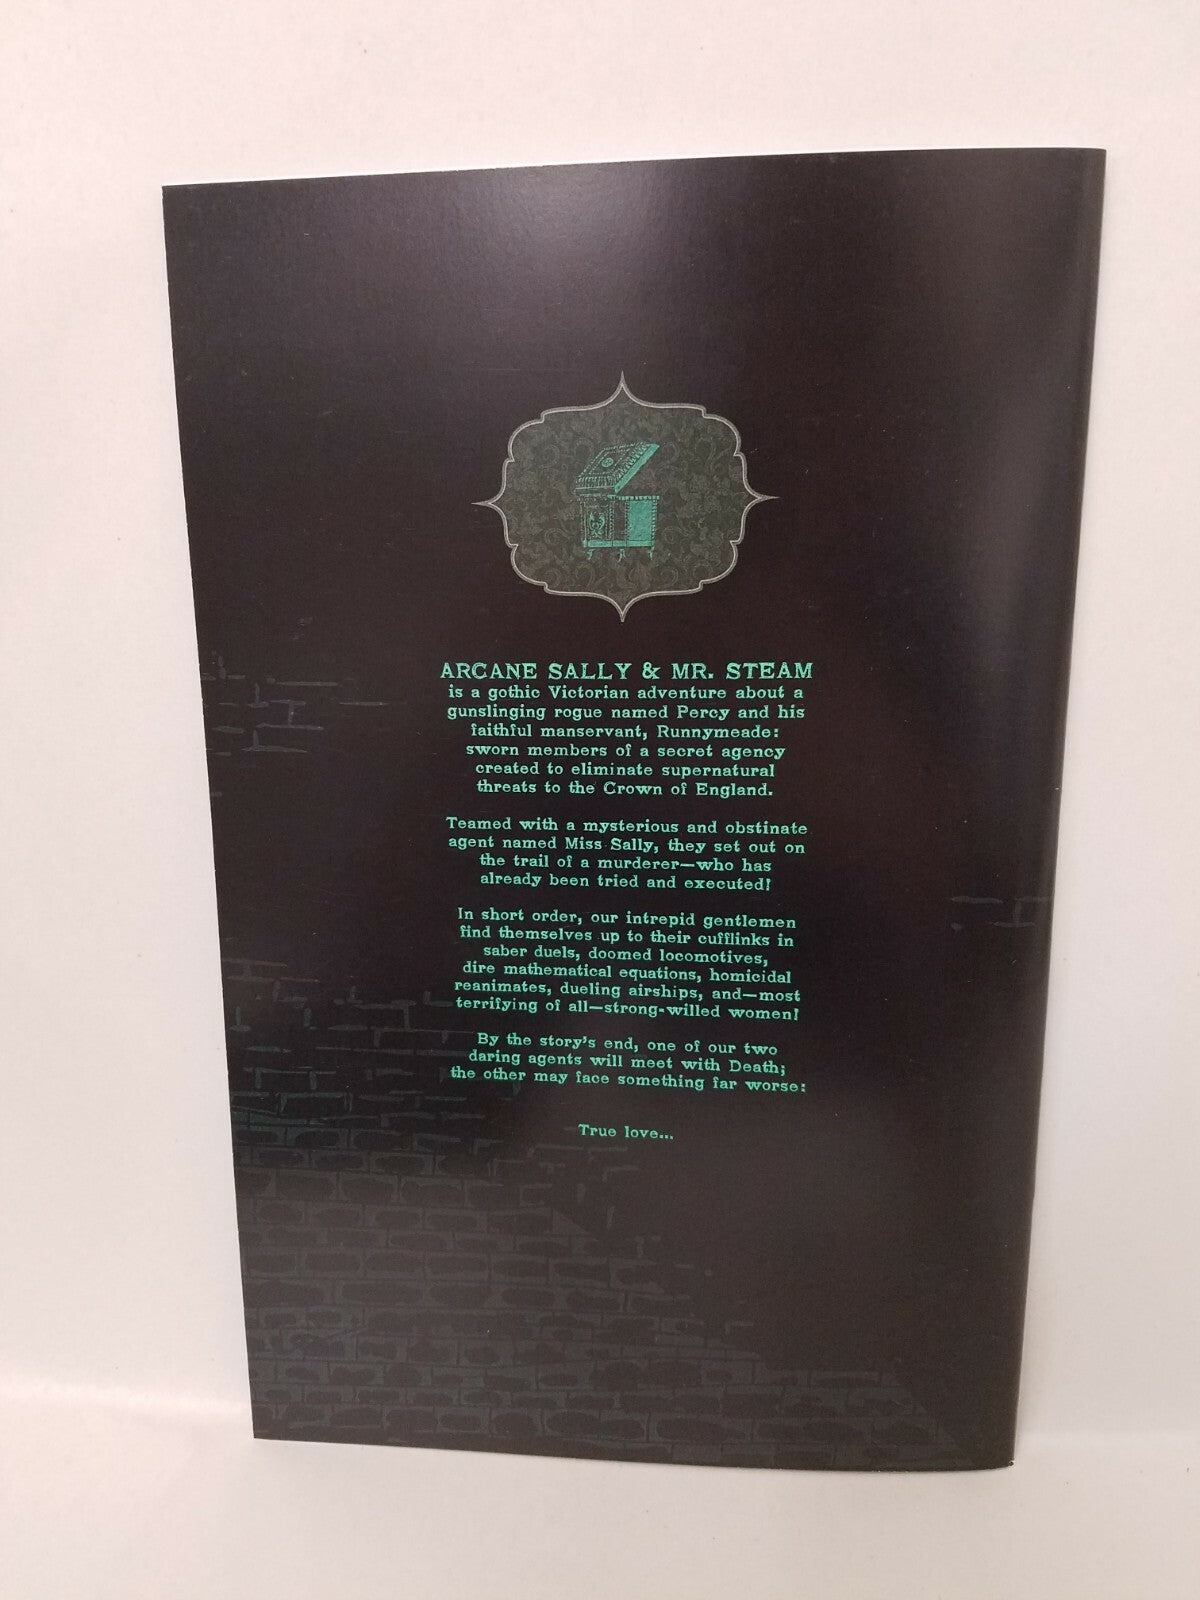 ARCANE SALLY & MR. STEAM
is a gothic Victorian adventure about a
gunslinging rogue named Percy and his
faithful manservant, Runnymeade:
sworn members of a secret agency
created to eliminate supernatural
threats to the Crown of England.
Teamed with a mysterious and obstinate
agent named Miss Sally, they set out on
the trail of a murderer—who has
already been tried and executed!
In short order, our intrepid gentlemen
find themselves up to their cufflinks in
saber duels, doomed locomotives,
dire mathematical equations, homicidal
reanimates, dueling airships, and—most
terrifying of all—strong-willed women!
By the story's end, one of our two
daring agents will meet with Death;
the other may face something far worse:
True love...